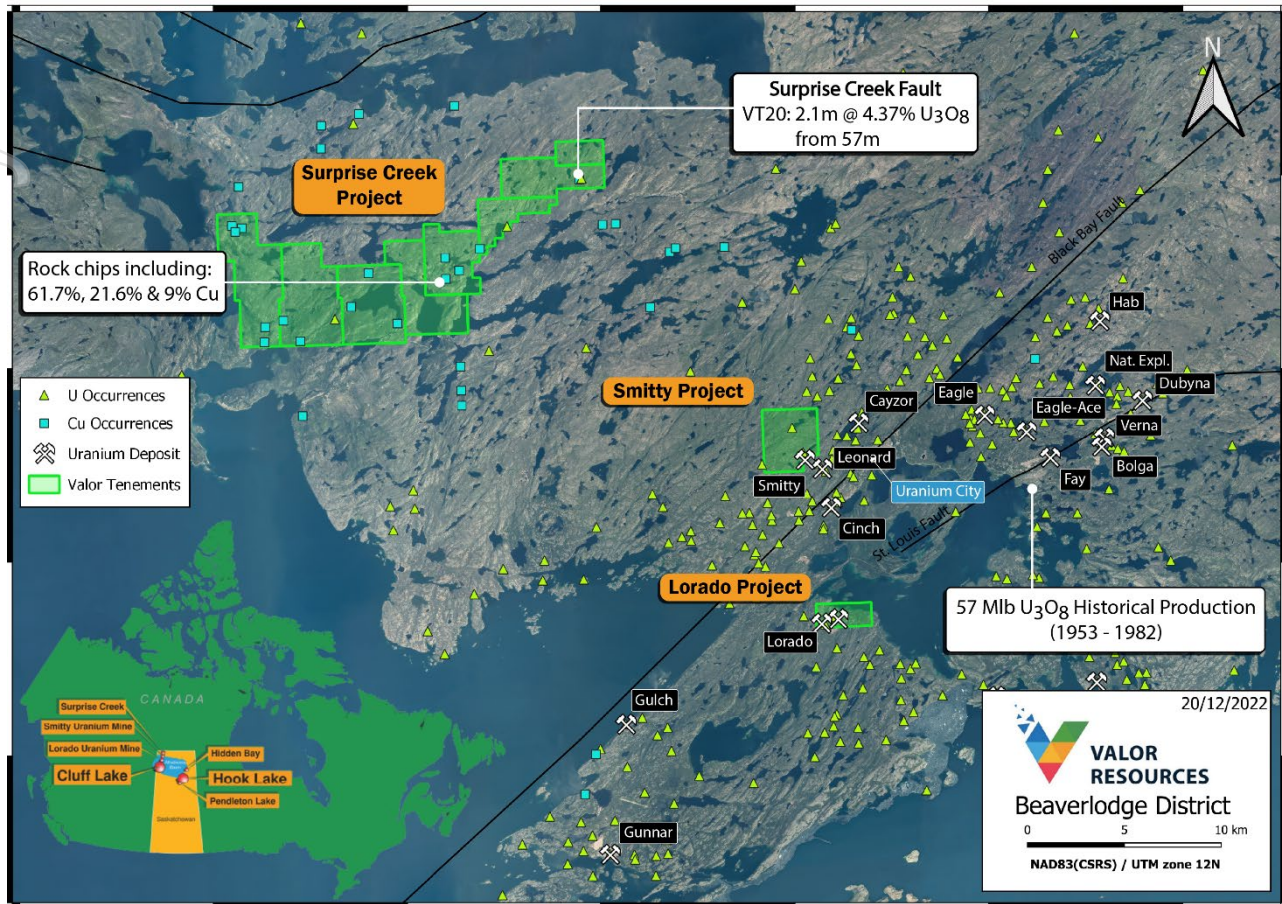 N
Surprise Creek Fault
VT20: 2.1m @ 4.37% U3O8
from 57m
Surprise Creek
Project
Rock chips including:
61.7%, 21.6% & 9% Cu
Black Bay Fault
Hab
Nat. Expl.
Dubyna
Smitty Project
Cayzor
Eagle
Eagle-Ace
Verna
Leonard
Bolga
Smitty
Uranium City
Fay
Cinch
St. Louis Fault
U Occurrences
Cu Occurrences
Uranium Deposit
Valor Tenements
Lorado Project
Lorado
57 Mlb U3O8 Historical Production
(1953 - 1982)
Gulch
Gunnar
CANADA
Surprise Creek
Smitty Uranium Mine
Lorado Uranium Mine
Cluff Lake
Hidden Bay
Hook Lake
Pendleton Lake
Saskatchewan
20/12/2022
VALOR
RESOURCES
Beaverlodge District
0 5 10 km
NAD83(CSRS) / UTM zone 12N